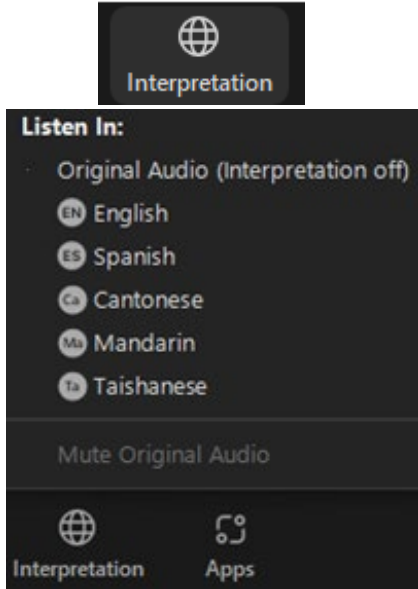 Interpretation
Listen In:
Original Audio (Interpretation off)
EN English
ES Spanish
Ca Cantonese
Ma Mandarin
Ta Taishanese
Mute Original Audio
Interpretation Apps